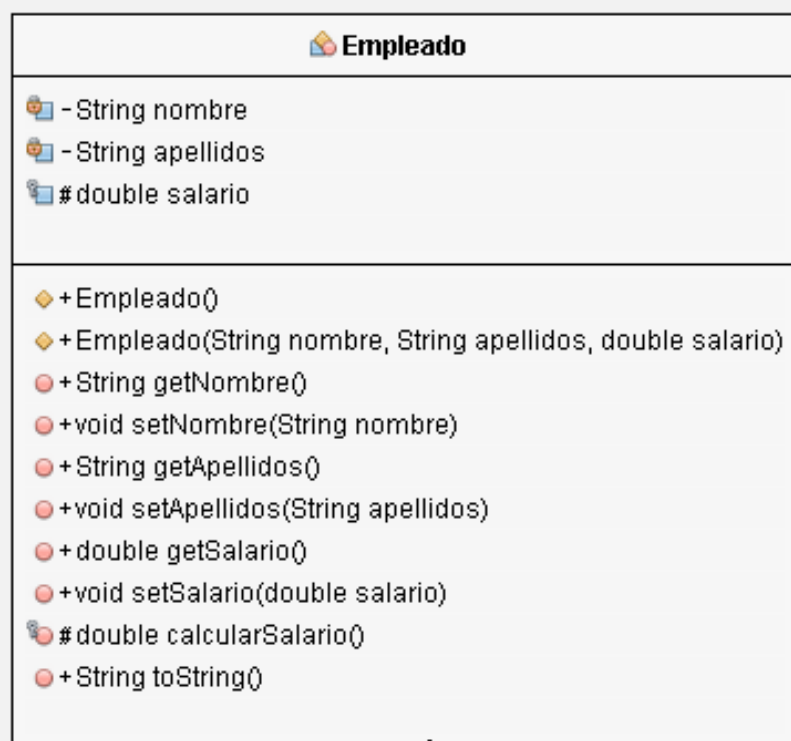 Empleado
-String nombre
-String apellidos
#double salario
+Empleado()
+Empleado(String nombre, String apellidos, double salario)
+String getNombre()
+void setNombre(String nombre)
+String getApellidos()
+void setApellidos(String apellidos)
+double getSalario()
+void setSalario(double salario)
#double calcularSalario()
+String toString()